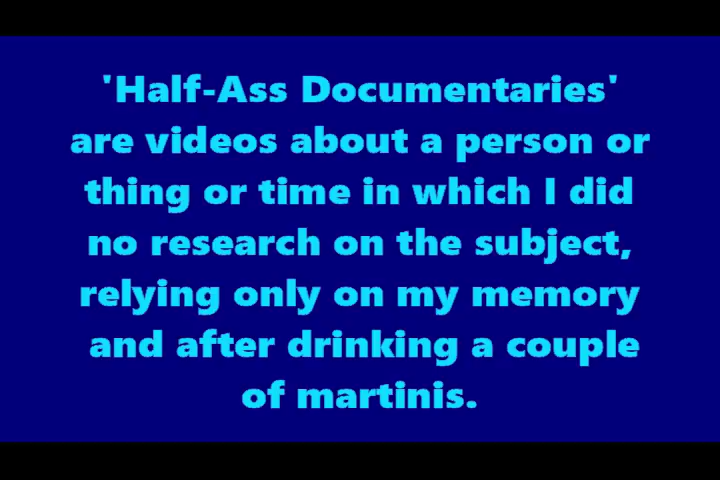 'Half-Ass Documentaries'
are videos about a person or
thing or time in which I did
no research on the subject,
relying only on my memory
and after drinking a couple
of martinis.